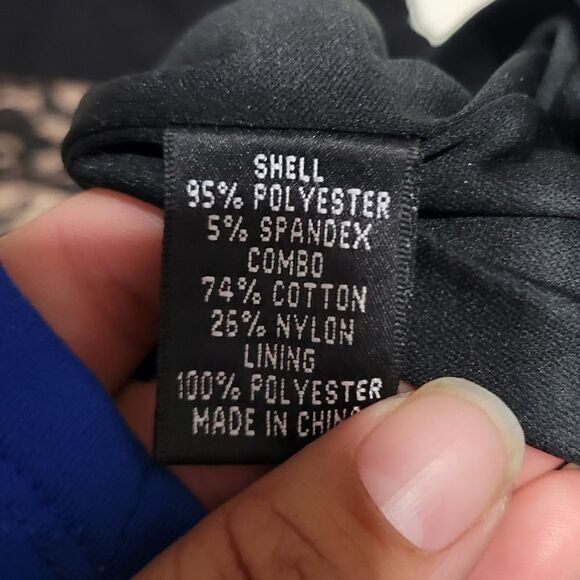 SHELL
95% POLYESTER
5% SPANDEX
COMBO
74% COTTON
26% NYLON
LINING
100% POLYESTER
MADE IN CHINA